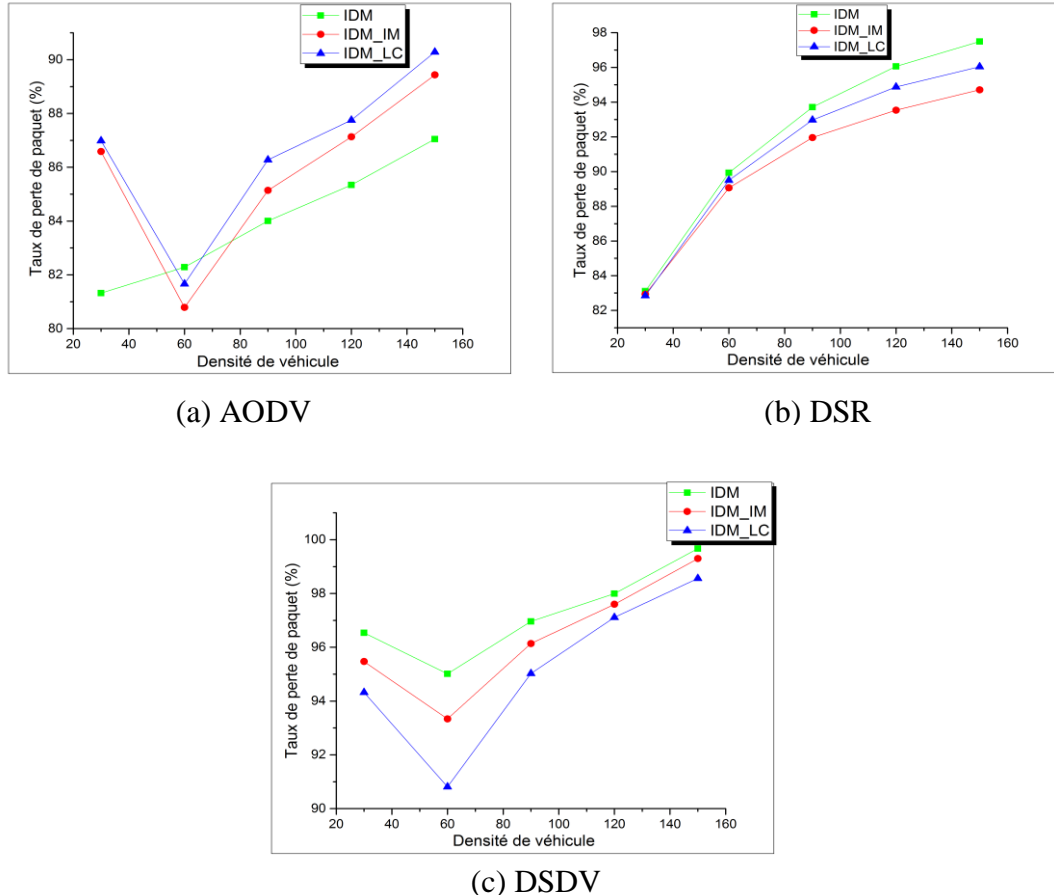 IDM
IDM_IM
IDM_LC
Taux de perte de paquet (%)
90
88
86
84
82
80
20 40 60 80 100 120 140 160
Densité de véhicule
(a) AODV
IDM
IDM_IM
IDM_LC
Taux de perte de paquet (%)
98
96
94
92
90
88
86
84
82
20 40 60 80 100 120 140 160
Densité de véhicule
(b) DSR
IDM
IDM_IM
IDM_LC
Taux de perte de paquet (%)
100
98
96
94
92
90
20 40 60 80 100 120 140 160
Densité de véhicule
(c) DSDV